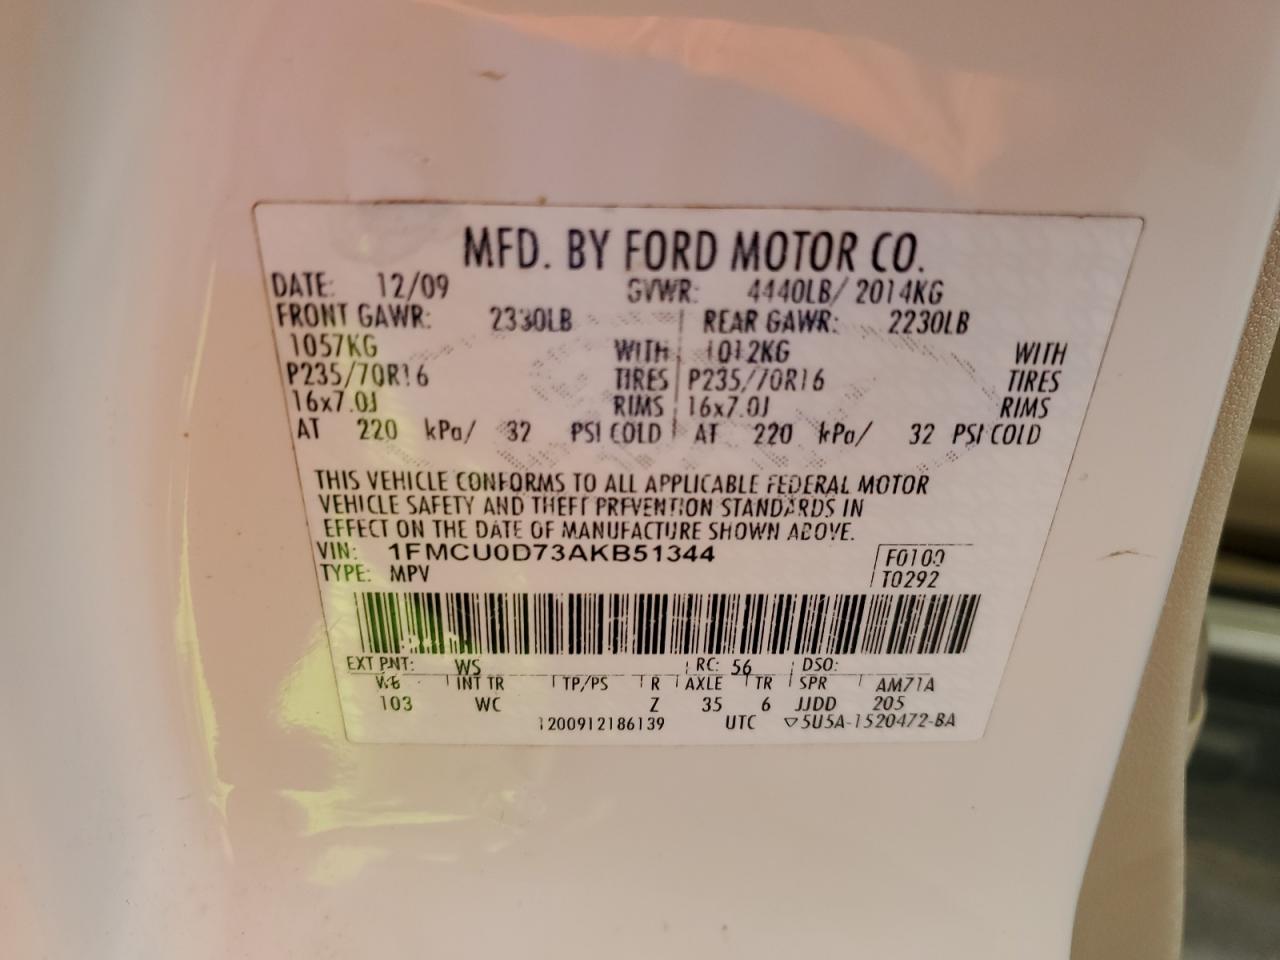 MFD. BY FORD MOTOR CO.
DATE: 12/09 GVWR: 4440LB/ 2014KG
FRONT GAWR: 2330LB REAR GAWR: 2230LB
1057KG WITH 1012KG WITH
P235/70R16 TIRES P235/70R16 TIRES
16x7.0J RIMS 16x7.0J RIMS
AT 220 kPa/ 32 PSI COLD AT 220 kPa/ 32 PSI COLD
THIS VEHICLE CONFORMS TO ALL APPLICABLE FEDERAL MOTOR
VEHICLE SAFETY AND THEFT PREVENTION STANDARDS IN
EFFECT ON THE DATE OF MANUFACTURE SHOWN ABOVE.
VIN: 1FMCU0D73AKB51344 F0100
TYPE: MPV T0292
EXT PNT: WS RC: 56 DSO:
WB INT TR TP/PS R AXLE TR SPR AM71A
103 WC Z 35 6 JJDD 205
1200912186139 UTC ▽5U5A-1520472-BA